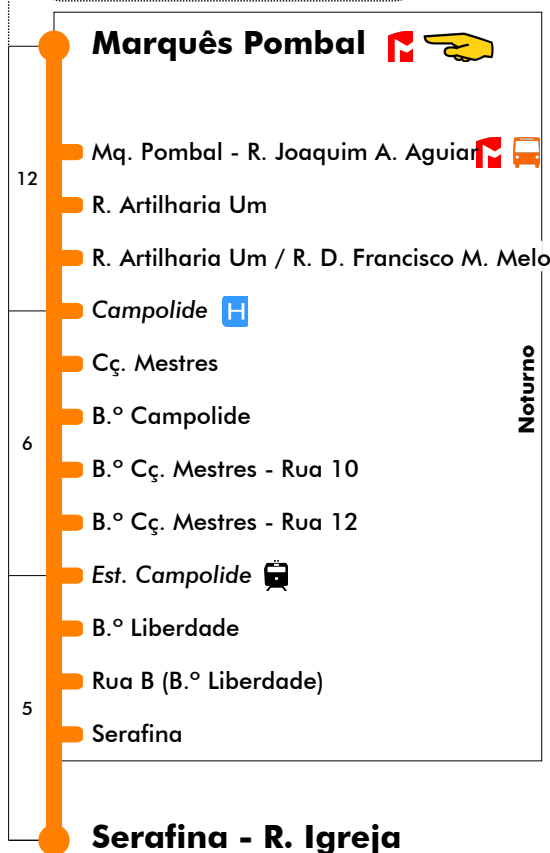 Marquês Pombal
Mq. Pombal - R. Joaquim A. Aguiar
12
R. Artilharia Um
R. Artilharia Um / R. D. Francisco M. Melo
Campolide H
Cç. Mestres
Noturno
B.º Campolide
6
B.º Cç. Mestres - Rua 10
B.º Cç. Mestres - Rua 12
Est. Campolide
B.º Liberdade
Rua B (B.º Liberdade)
5
Serafina
Serafina - R. Igreja